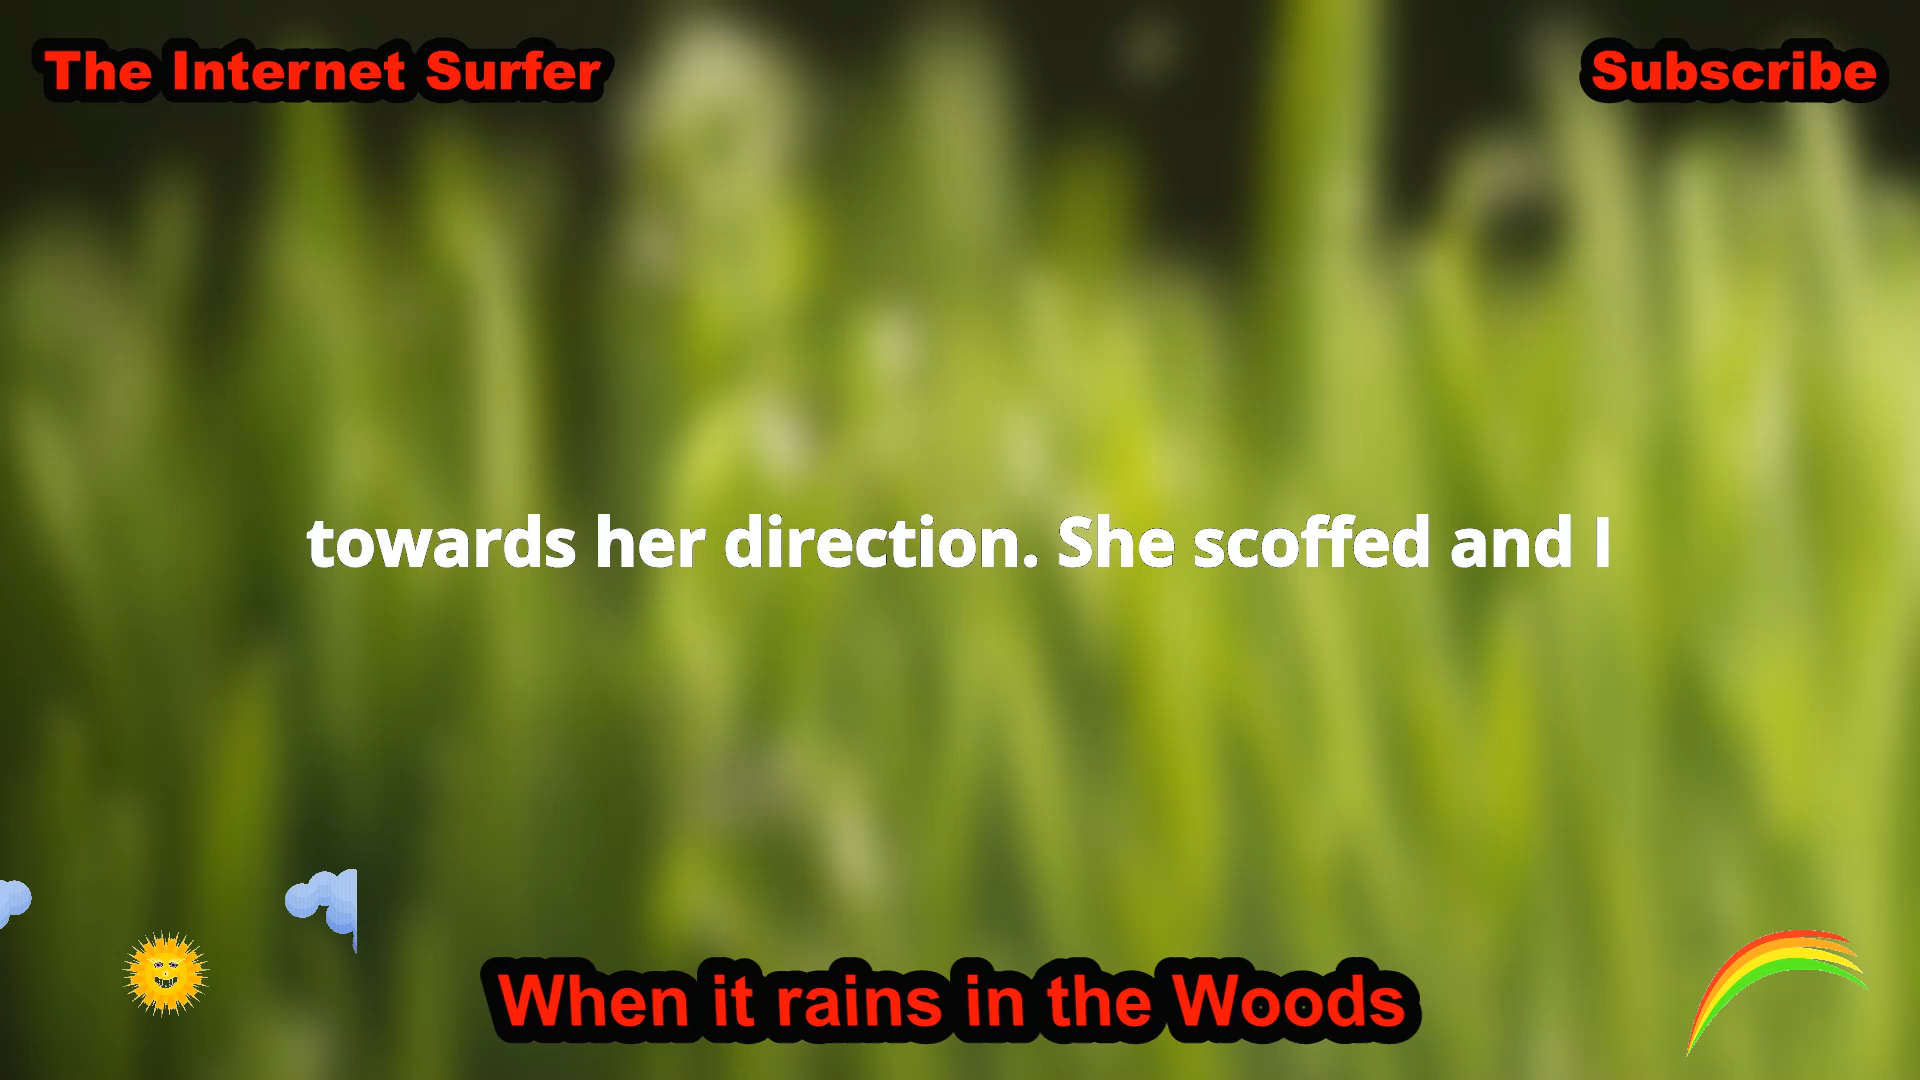 The Internet Surfer
Subscribe
towards her direction. She scoffed and I
When it rains in the Woods